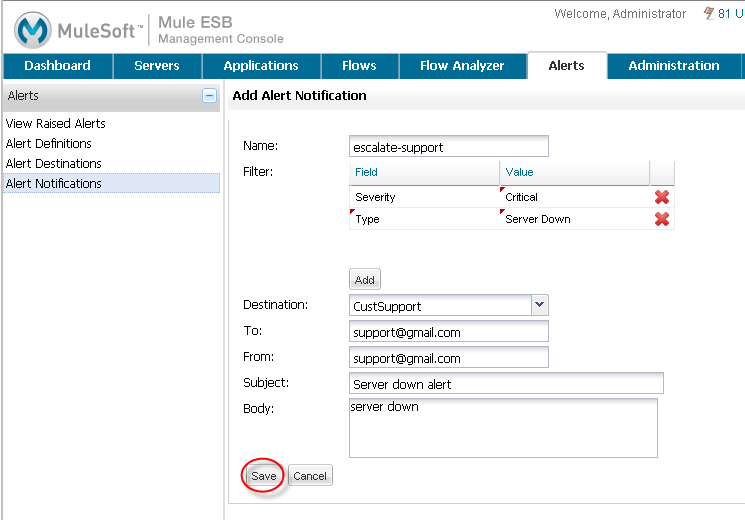 MuleSoft™ Mule ESB Management Console
Welcome, Administrator 81 U
Dashboard Servers Applications Flows Flow Analyzer Alerts Administration
Alerts
View Raised Alerts
Alert Definitions
Alert Destinations
Alert Notifications
Add Alert Notification
Name: escalate-support
Filter: Field Value
Severity Critical
Type Server Down
Add
Destination: CustSupport
To: support@gmail.com
From: support@gmail.com
Subject: Server down alert
Body: server down
Save Cancel